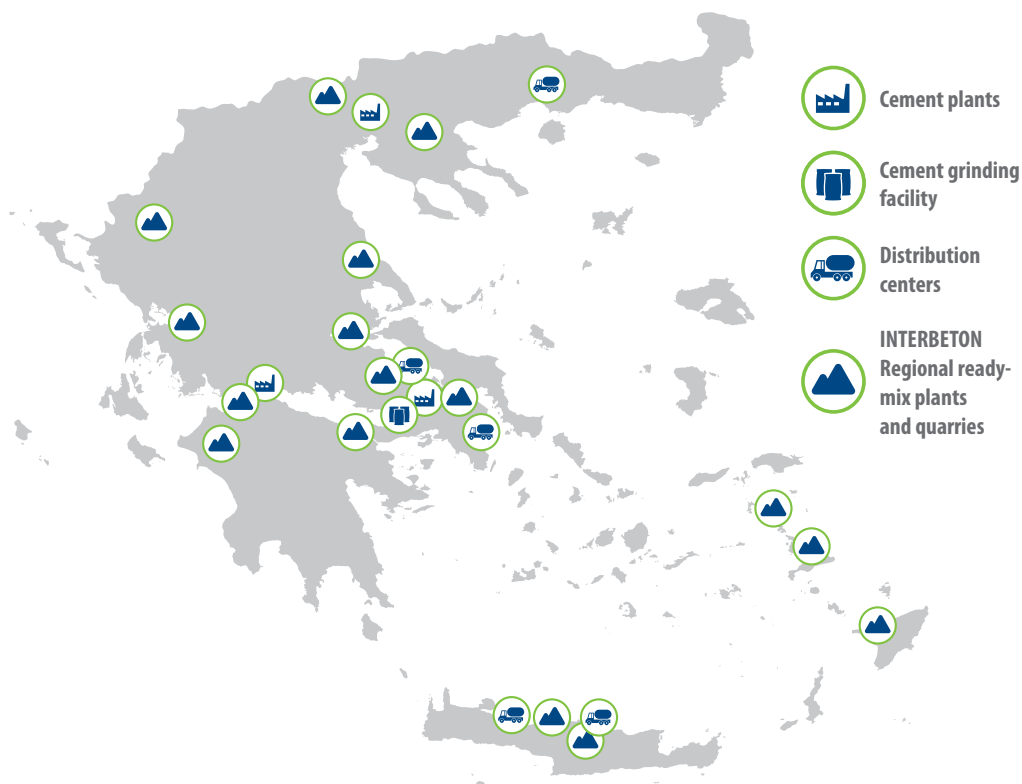 Cement plants
Cement grinding
facility
Distribution
centers
INTERBETON
Regional ready-
mix plants
and quarries